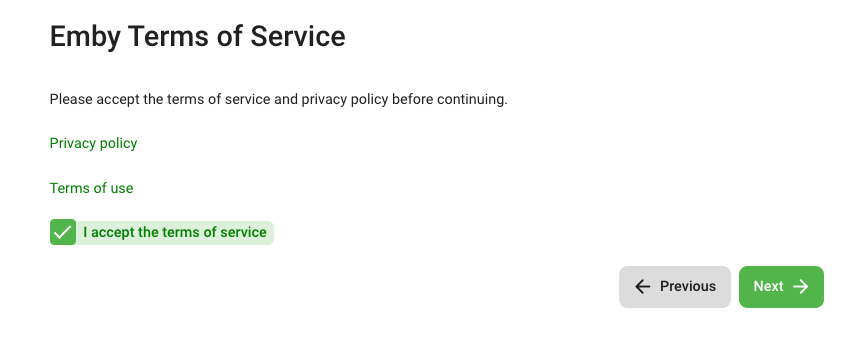 Emby Terms of Service
Please accept the terms of service and privacy policy before continuing.
Privacy policy
Terms of use
I accept the terms of service
Previous
Next